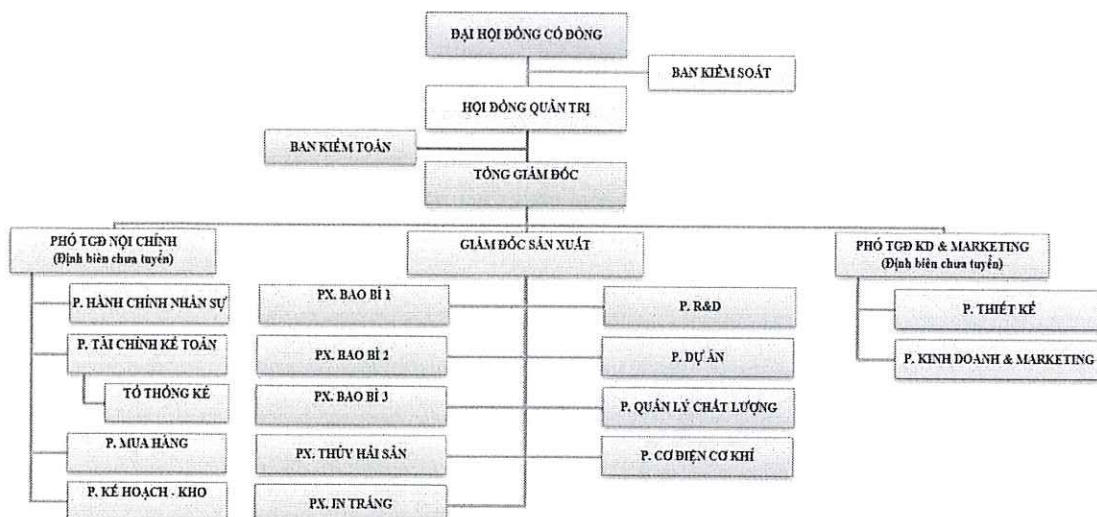 ĐẠI HỘI ĐỒNG CỔ ĐÔNG
BAN KIỂM SOÁT
HỘI ĐỒNG QUẢN TRỊ
BAN KIỂM TOÁN
TỔNG GIÁM ĐỐC
PHÓ TGĐ NỘI CHÍNH
(Định biên chưa tuyển)
GIÁM ĐỐC SẢN XUẤT
PHÓ TGĐ KD & MARKETING
(Định biên chưa tuyển)
P. HÀNH CHÍNH NHÂN SỰ
P. TÀI CHÍNH KẾ TOÁN
TỔ THỐNG KÊ
P. MUA HÀNG
P. KẾ HOẠCH - KHO
PX. BAO BÌ 1
PX. BAO BÌ 2
PX. BAO BÌ 3
PX. THỦY HẢI SẢN
PX. IN TRÁNG
P. R&D
P. DỰ ÁN
P. QUẢN LÝ CHẤT LƯỢNG
P. CƠ ĐIỆN CƠ KHÍ
P. THIẾT KẾ
P. KINH DOANH & MARKETING